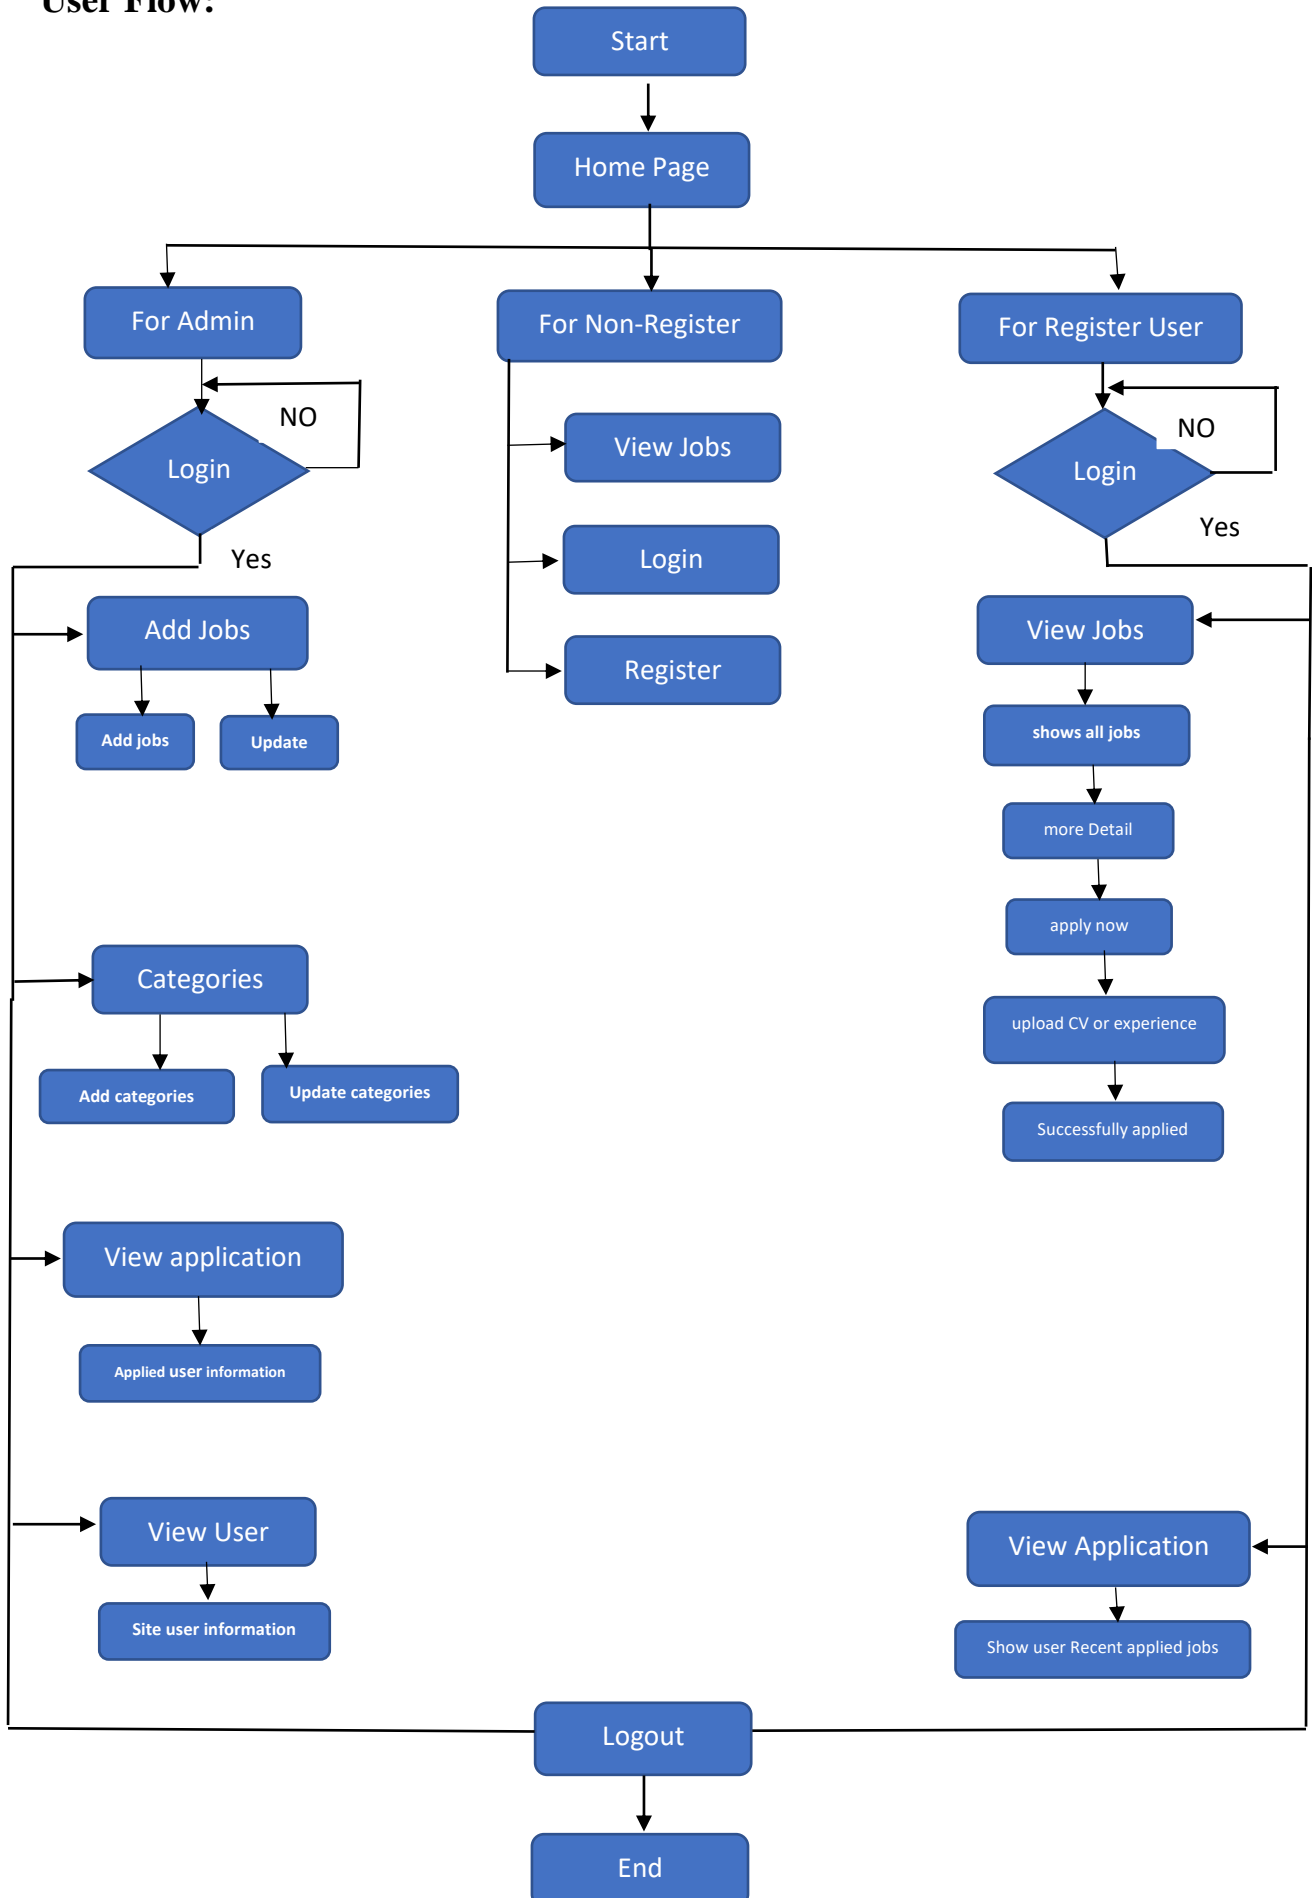 User Flow:
Start
Home Page
For Admin
For Non-Register
For Register User
NO
Login
Yes
View Jobs
Login
Register
NO
Login
Yes
Add Jobs
Add jobs
Update
Categories
Add categories
Update categories
View application
Applied user information
View User
Site user information
View Jobs
shows all jobs
more Detail
apply now
upload CV or experience
Successfully applied
View Application
Show user Recent applied jobs
Logout
End